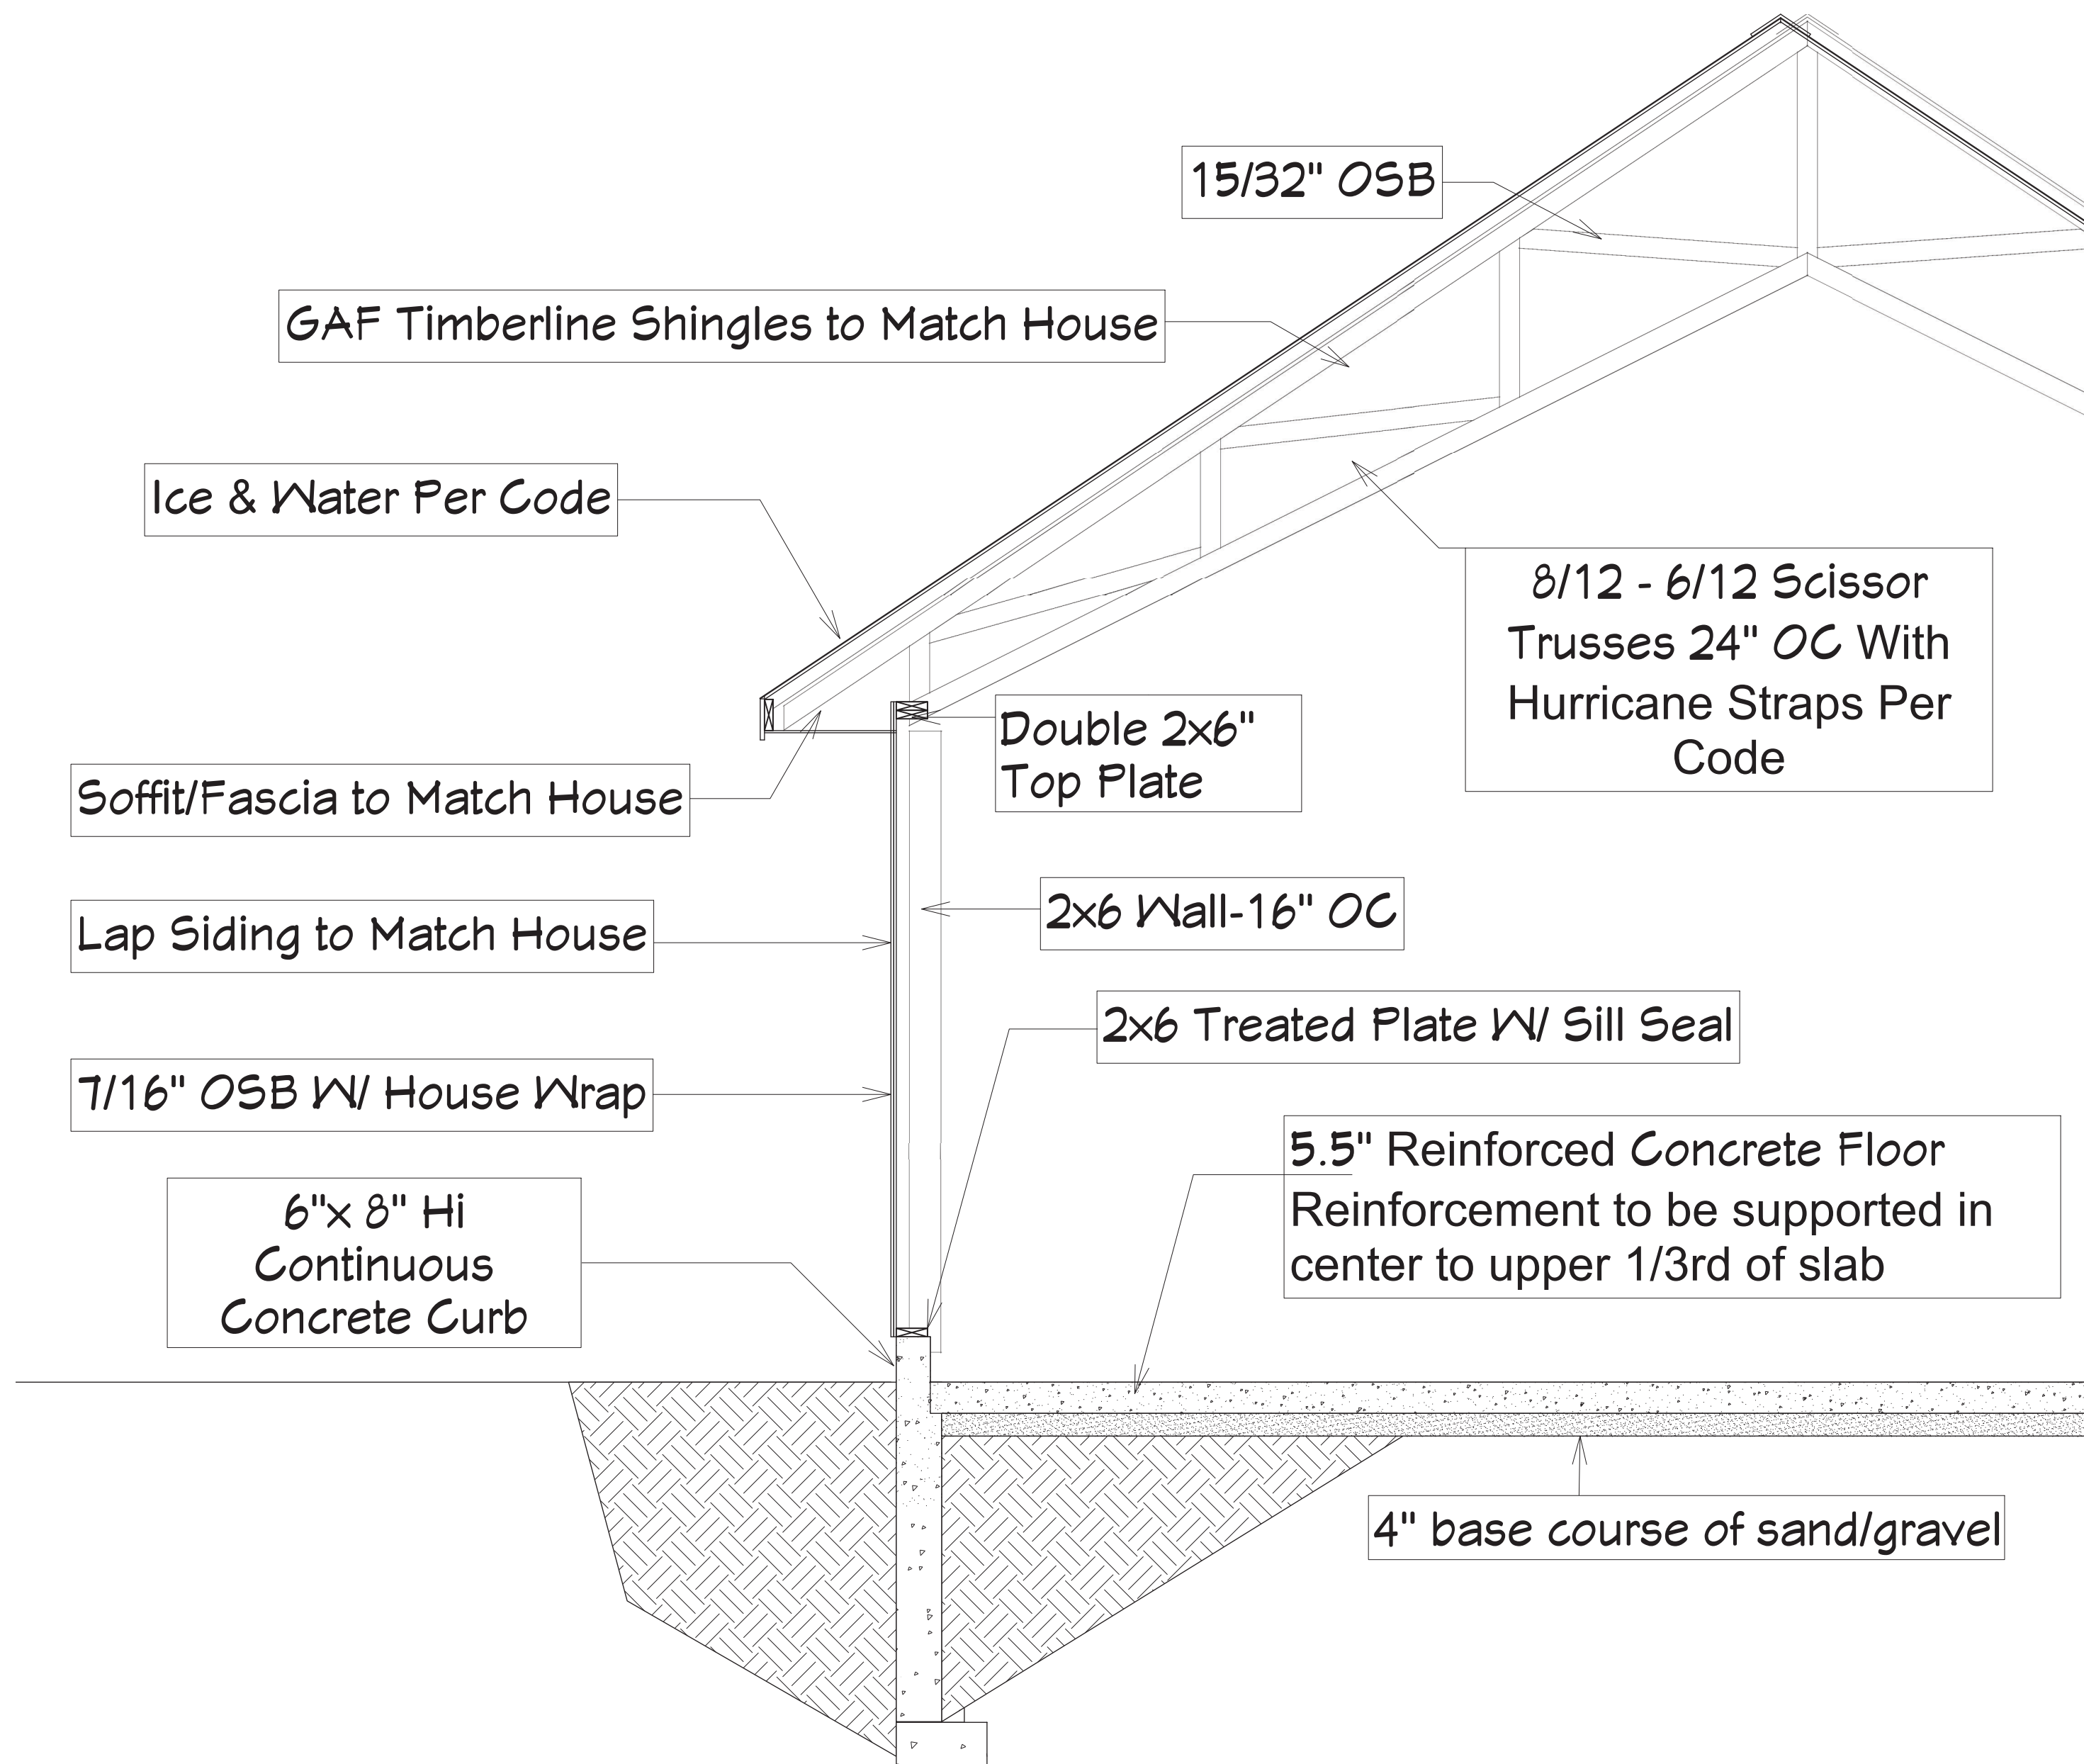 15/32" OSB
GAF Timberline Shingles to Match House
Ice & Water Per Code
8/12 - 6/12 Scissor
Trusses 24" OC With
Hurricane Straps Per
Code
Double 2x6"
Top Plate
Soffit/Fascia to Match House
2x6 Wall-16" OC
Lap Siding to Match House
2x6 Treated Plate W/ Sill Seal
7/16" OSB W/ House Wrap
5.5" Reinforced Concrete Floor
Reinforcement to be supported in
center to upper 1/3rd of slab
6"x 8" Hi
Continuous
Concrete Curb
4" base course of sand/gravel